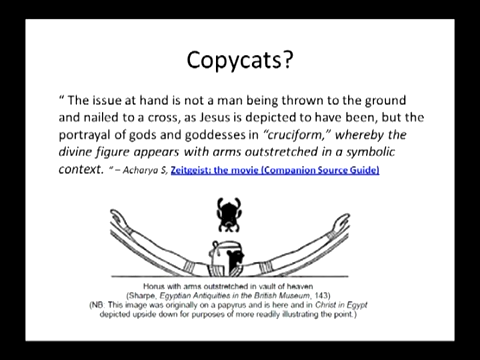 Copycats?
“ The issue at hand is not a man being thrown to the ground
and nailed to a cross, as Jesus is depicted to have been, but the
portrayal of gods and goddesses in “cruciform,” whereby the
divine figure appears with arms outstretched in a symbolic
context. “ – Acharya S, Zeitgeist: the movie (Companion Source Guide)
Horus with arms outstretched in vault of heaven
(Sharpe, Egyptian Antiquities in the British Museum, 143)
(NB: This image was originally on a papyrus and is here and in Christ in Egypt
depicted upside down for purposes of more readily illustrating the point.)